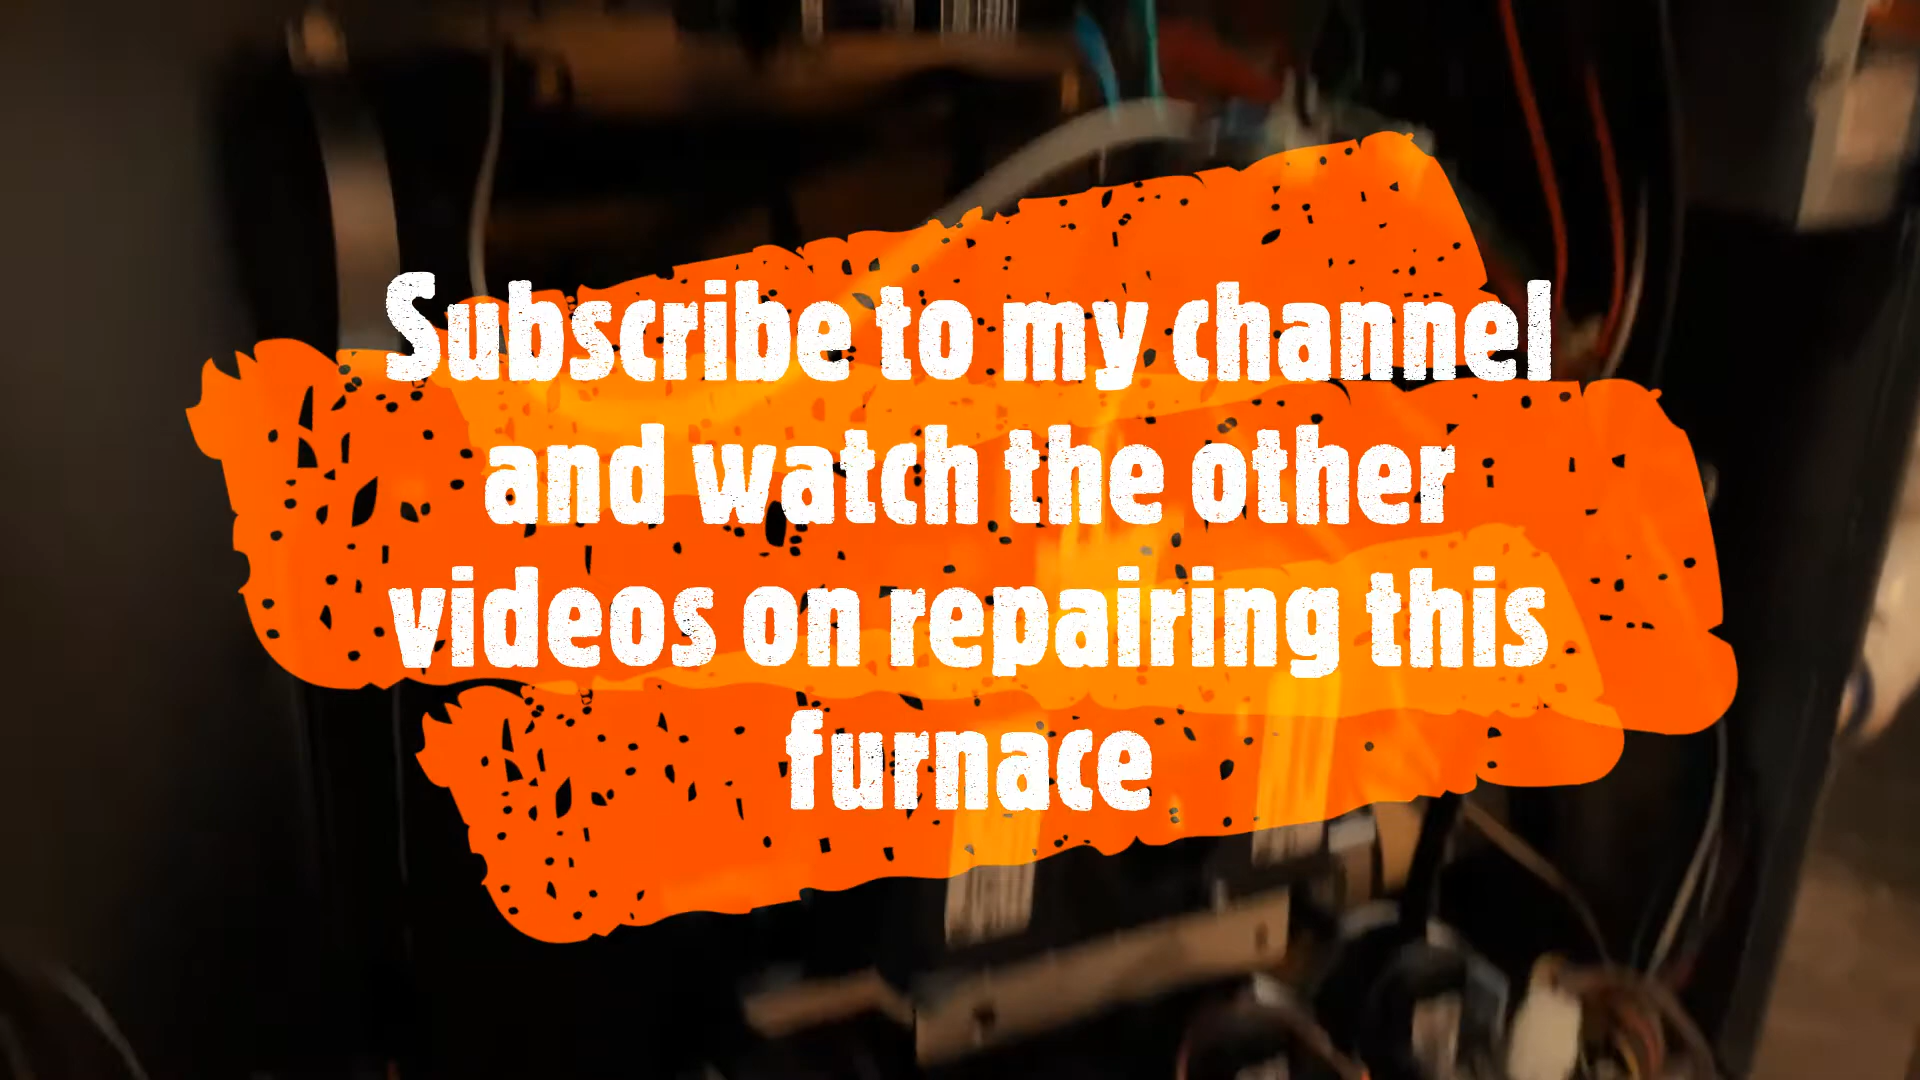 Subscribe to my channel
and watch the other
videos on repairing this
furnace